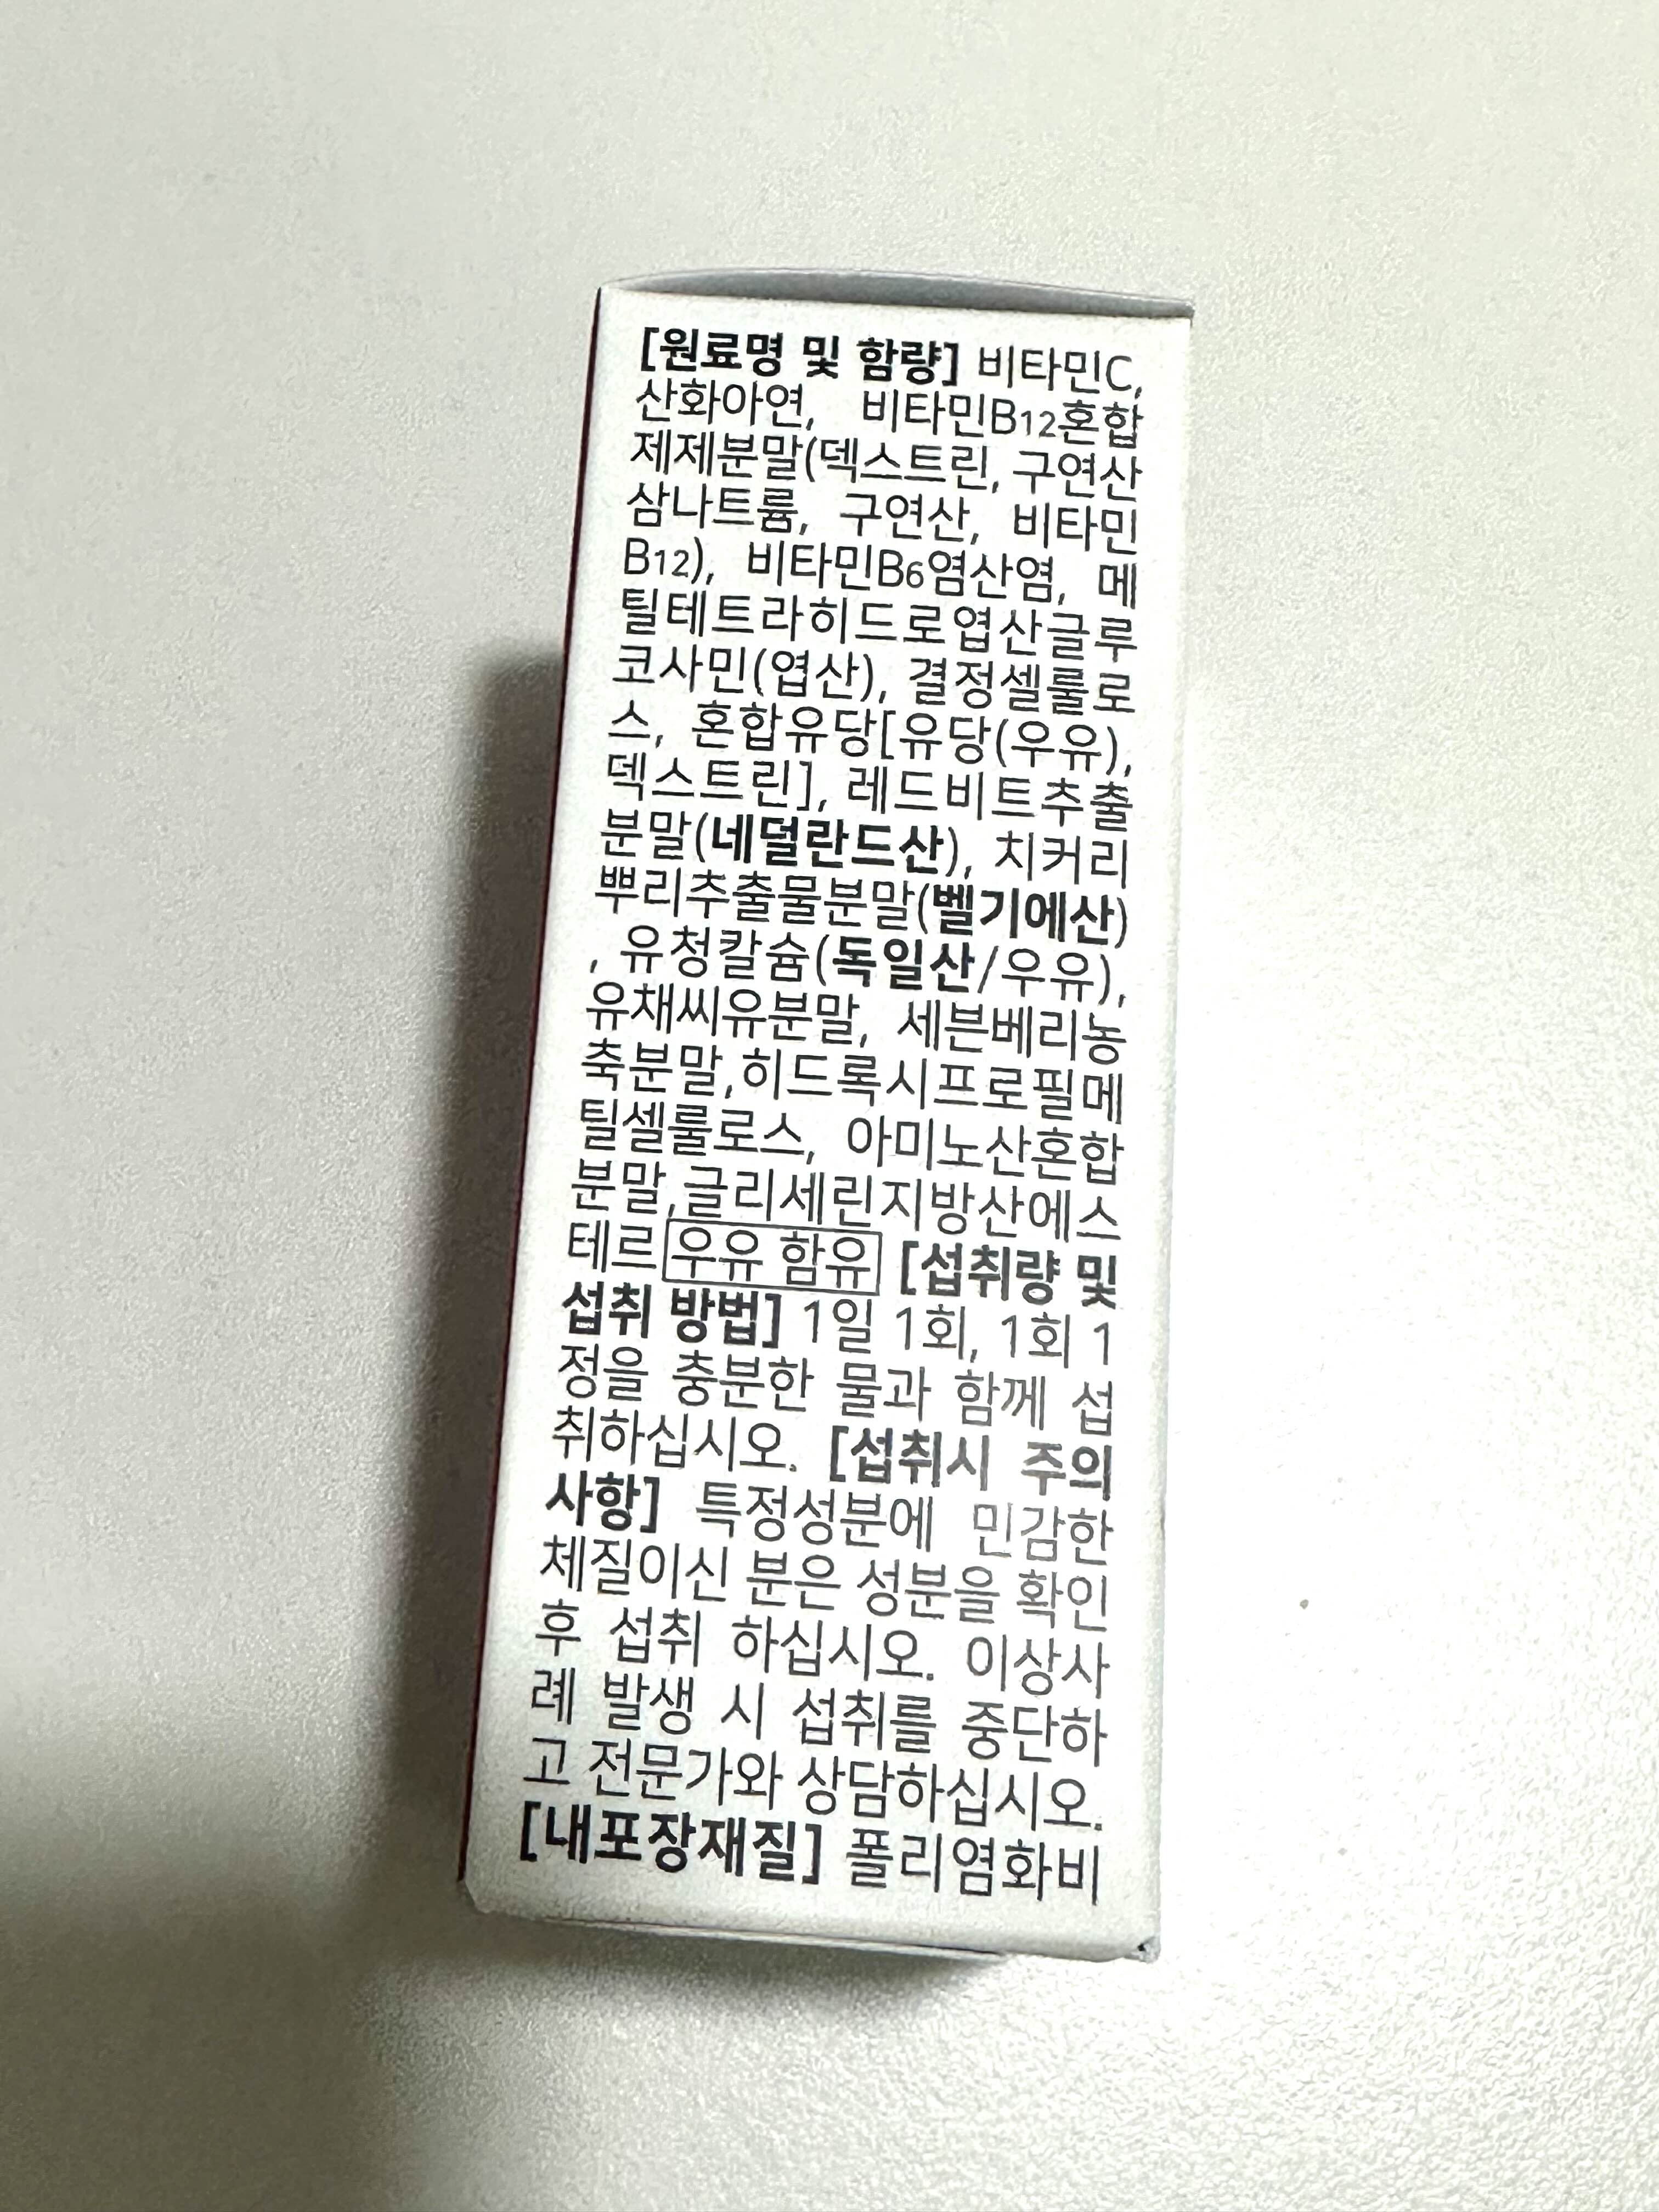 [원료명 및 함량] 비타민C,
산화아연, 비타민B12혼합
제제분말(덱스트린, 구연산
삼나트륨, 구연산, 비타민
B12), 비타민B6염산염, 메
틸테트라히드로엽산글루
코사민(엽산), 결정셀룰로
스, 혼합유당[유당(우유),
덱스트린], 레드비트추출
분말(네덜란드산), 치커리
뿌리추출물분말(벨기에산)
, 유청칼슘(독일산/우유),
유채씨유분말, 세븐베리농
축분말,히드록시프로필메
틸셀룰로스, 아미노산혼합
분말,글리세린지방산에스
테르 우유 함유 [섭취량 및
섭취 방법] 1일 1회, 1회 1
정을 충분한 물과 함께 섭
취하십시오. [섭취시 주의
사항] 특정성분에 민감한
체질이신 분은 성분을 확인
후 섭취 하십시오. 이상사
례 발생 시 섭취를 중단하
고 전문가와 상담하십시오.
[내포장재질] 폴리염화비